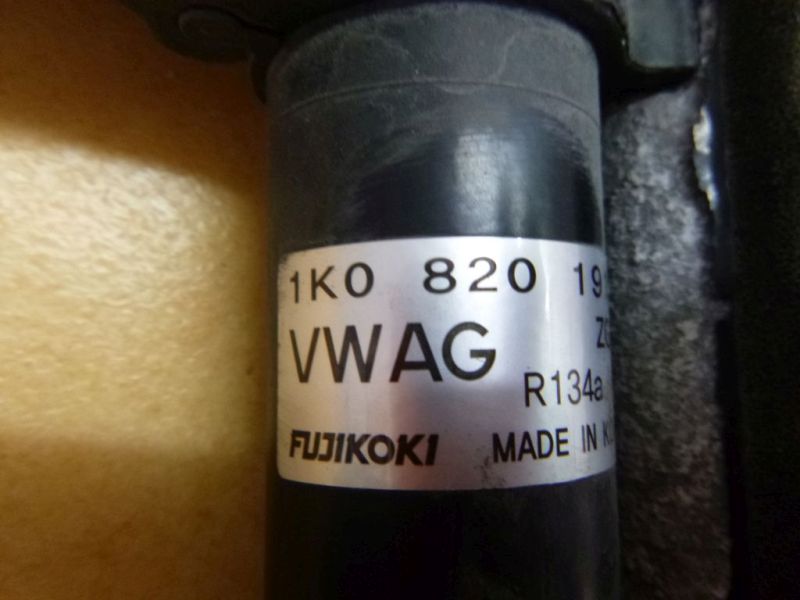 1K0 820 19
VWAG
R134a
FUJIKOKI MADE IN